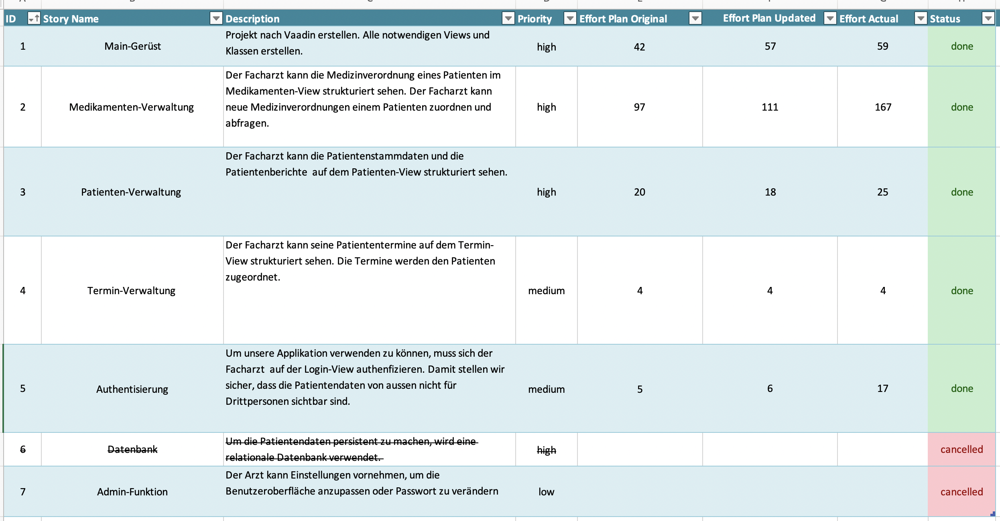 ID Story Name Description Priority Effort Plan Original Effort Plan Updated Effort Actual Status
1 Main-Gerüst Projekt nach Vaadin erstellen. Alle notwendigen Views und
Klassen erstellen. high 42 57 59 done
2 Medikamenten-Verwaltung Der Facharzt kann die Medizinverordnung eines Patienten im
Medikamenten-View strukturiert sehen. Der Facharzt kann
neue Medizinverordnungen einem Patienten zuordnen und
abfragen. high 97 111 167 done
3 Patienten-Verwaltung Der Facharzt kann die Patientenstammdaten und die
Patientenberichte  auf dem Patienten-View strukturiert sehen. high 20 18 25 done
4 Termin-Verwaltung Der Facharzt kann seine Patiententermine auf dem Termin-
View strukturiert sehen. Die Termine werden den Patienten
zugeordnet. medium 4 4 4 done
5 Authentisierung Um unsere Applikation verwenden zu können, muss sich der
Facharzt  auf der Login-View authenfizieren. Damit stellen wir
sicher, dass die Patientendaten von aussen nicht für
Drittpersonen sichtbar sind. medium 5 6 17 done
6 Datenbank Um die Patientendaten persistent zu machen, wird eine
relationale Datenbank verwendet. high cancelled
7 Admin-Funktion Der Arzt kann Einstellungen vornehmen, um die
Benutzeroberfläche anzupassen oder Passwort zu verändern low cancelled